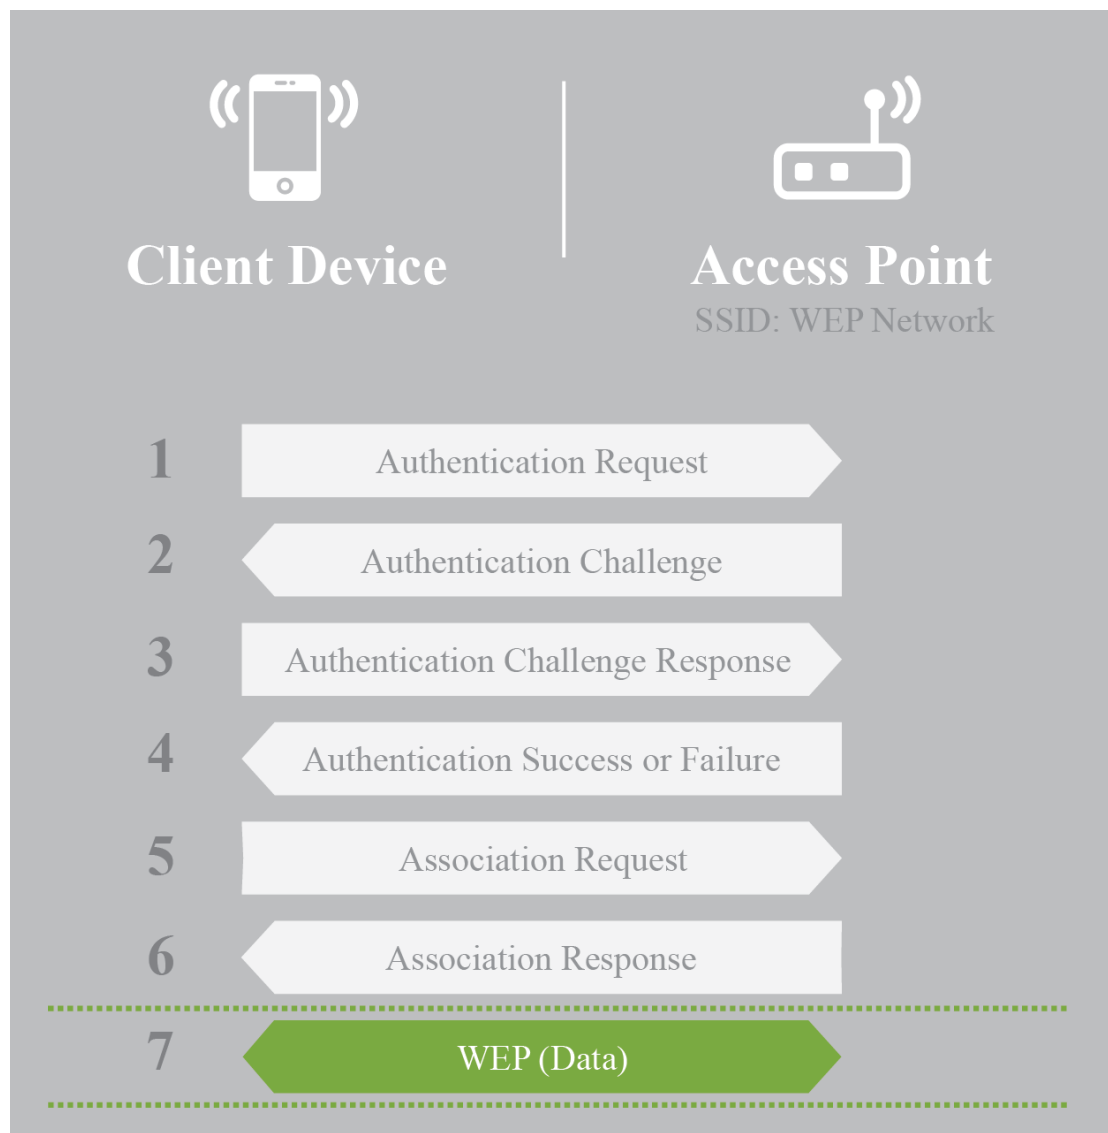 Client Device
Access Point
SSID: WEP Network
1 Authentication Request
2 Authentication Challenge
3 Authentication Challenge Response
4 Authentication Success or Failure
5 Association Request
6 Association Response
7 WEP (Data)